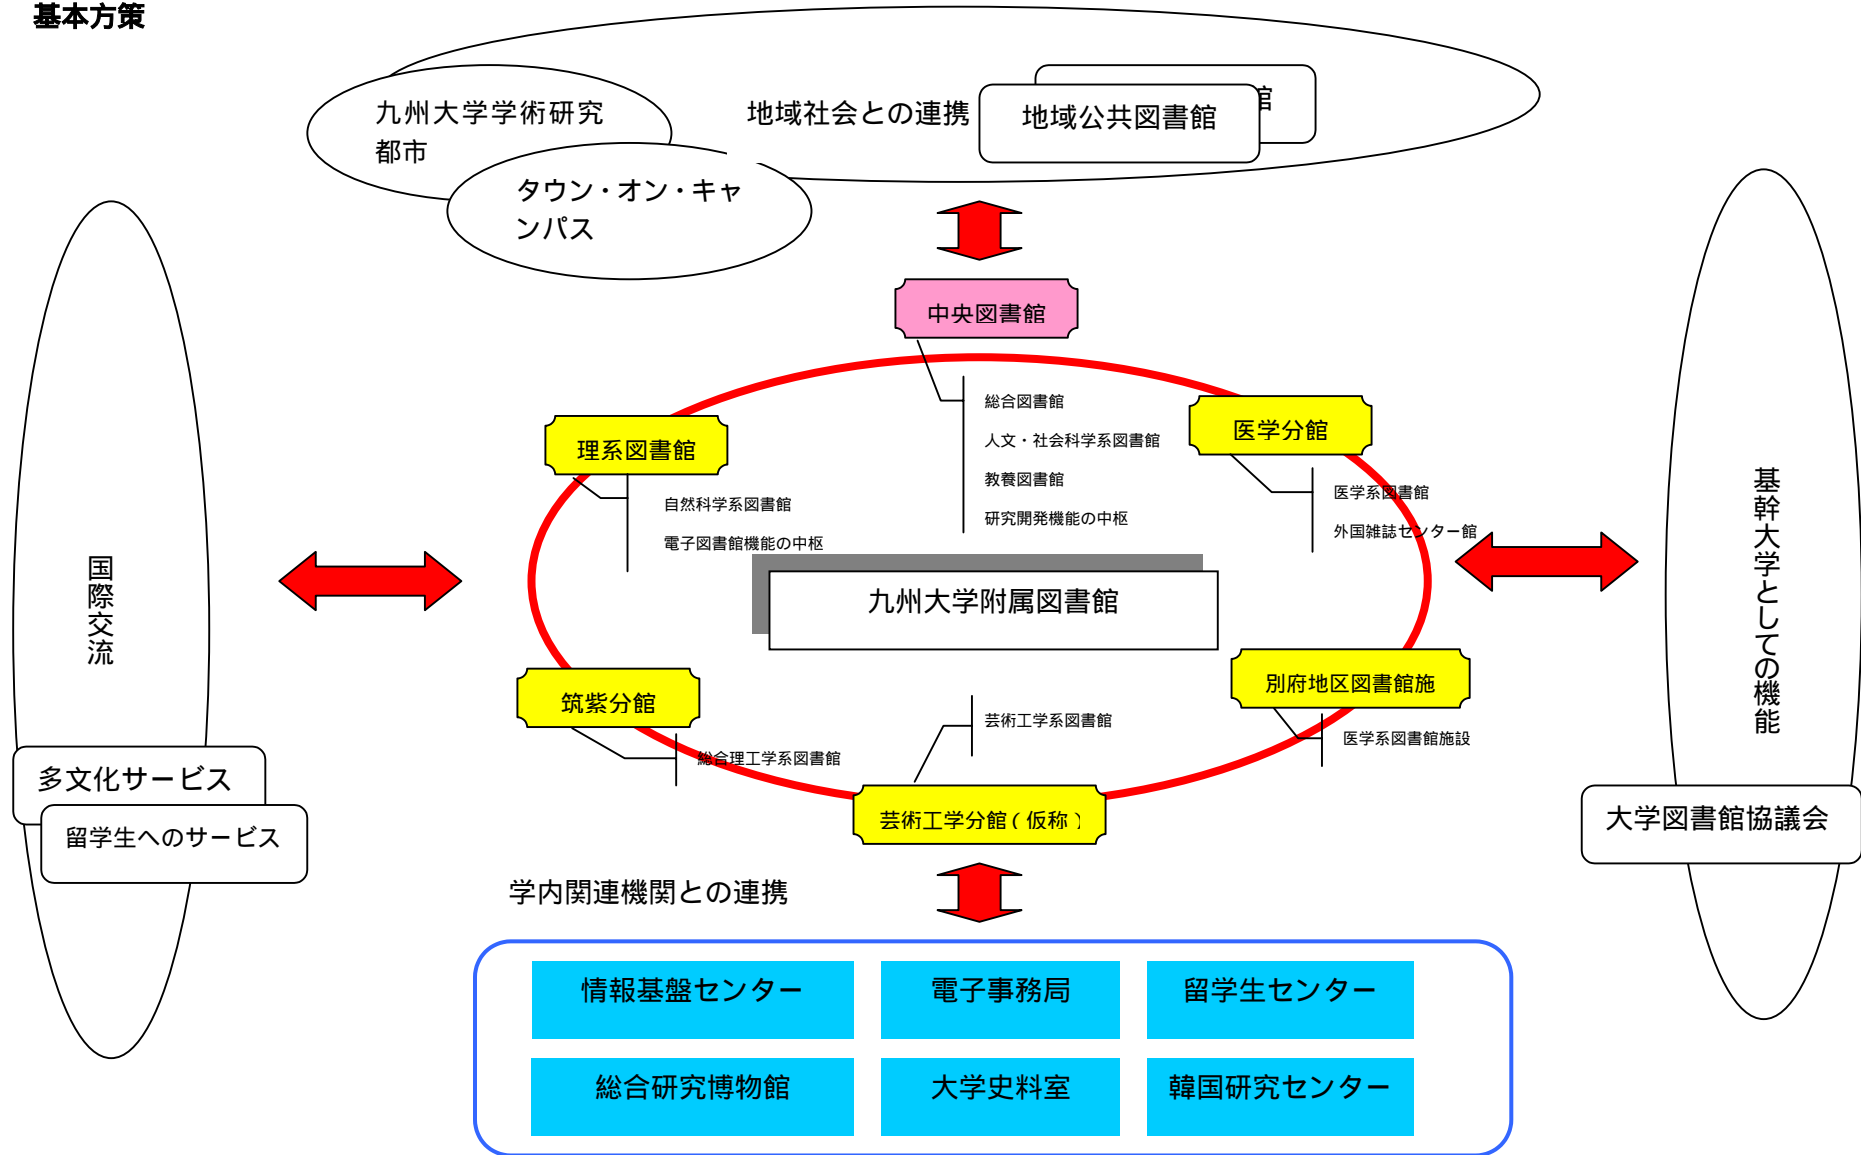 基本方策
九州大学学術研究
都市
地域社会との連携
地域公共図書館
館
タウン・オン・キャ
ンパス
中央図書館
総合図書館
人文・社会科学系図書館
教養図書館
研究開発機能の中枢
理系図書館
自然科学系図書館
電子図書館機能の中枢
医学分館
医学系図書館
外国雑誌センター館
国際交流
基幹大学としての機能
九州大学附属図書館
筑紫分館
総合理工学系図書館
芸術工学系図書館
別府地区図書館施
医学系図書館施設
多文化サービス
留学生へのサービス
芸術工学分館(仮称)
大学図書館協議会
学内関連機関との連携
情報基盤センター
電子事務局
留学生センター
総合研究博物館
大学史料室
韓国研究センター